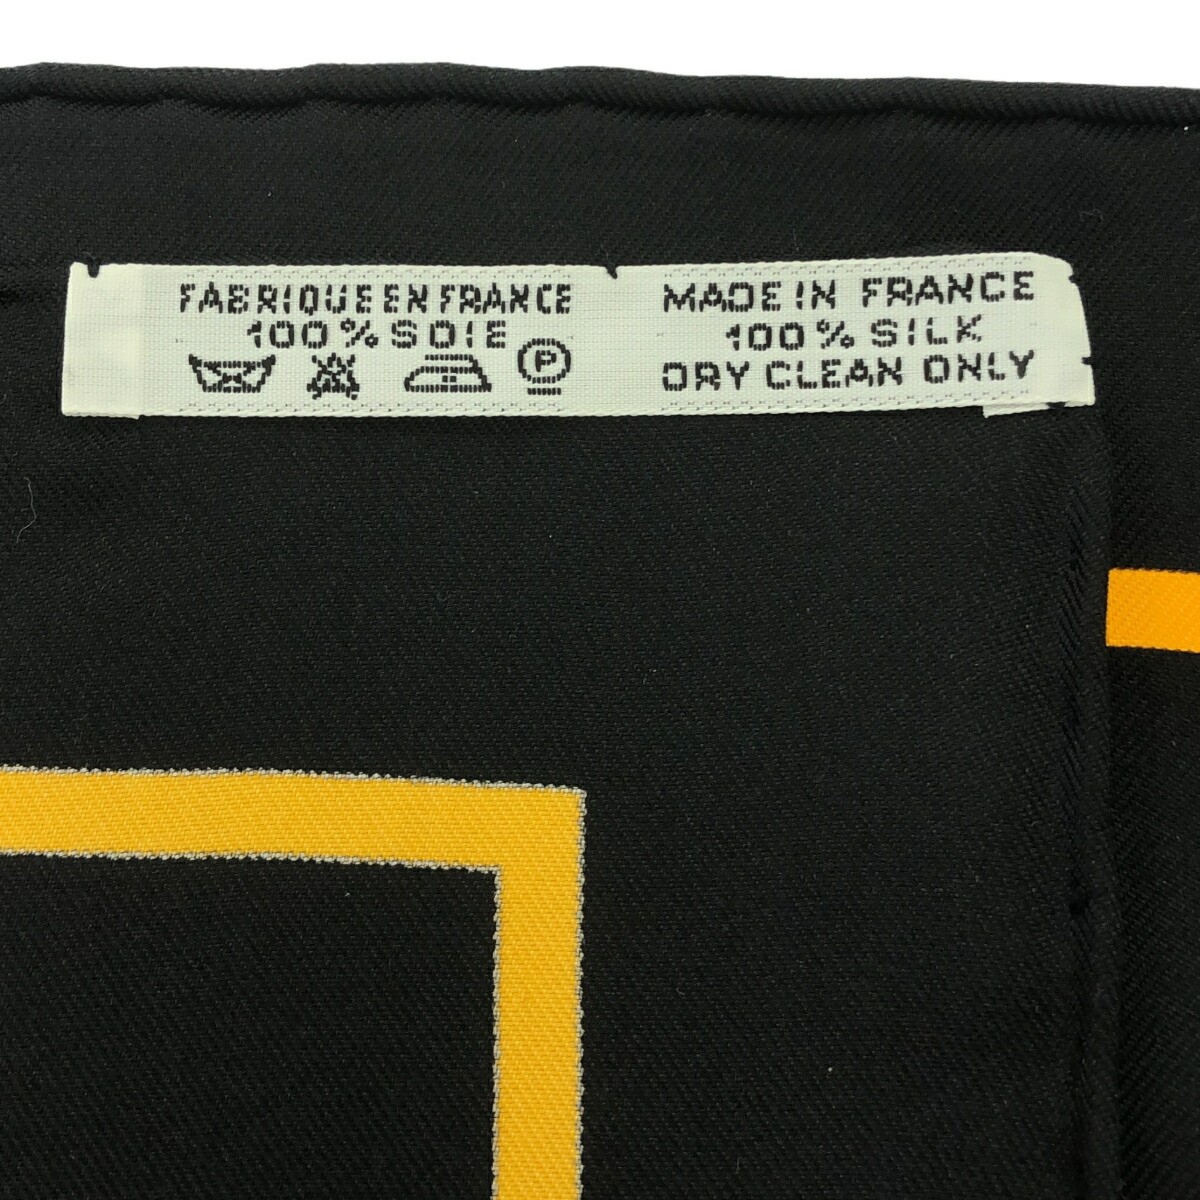 FABRIQUE EN FRANCE
100% SOIE
P
MADE IN FRANCE
100% SILK
DRY CLEAN ONLY